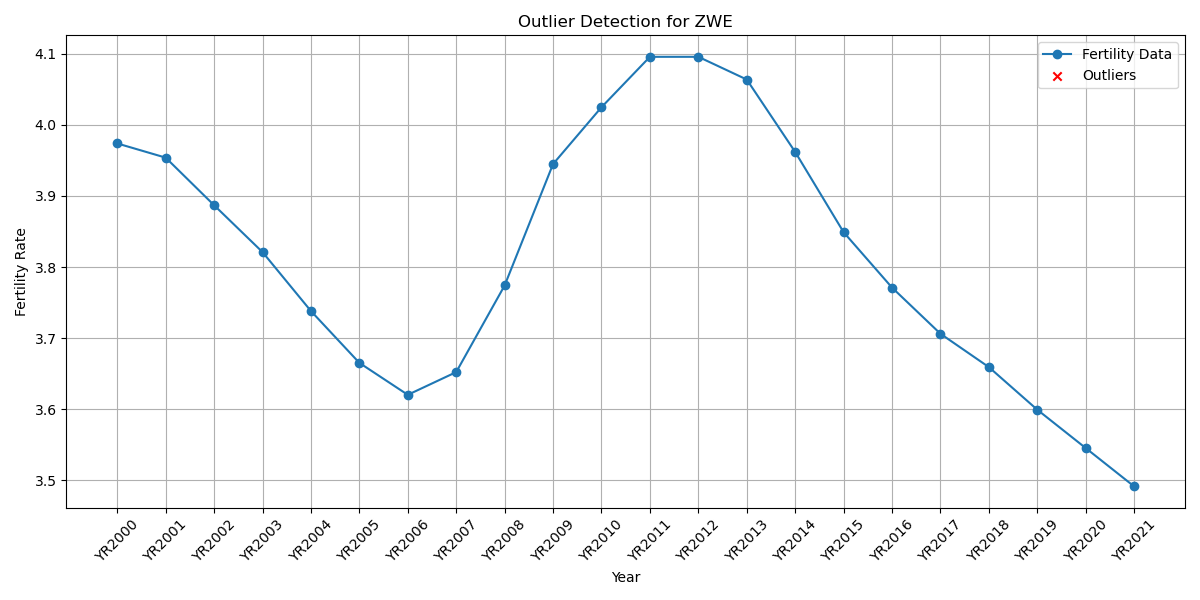 Outlier Detection for ZWE
Fertility Data
Outliers
4.1
4.0
3.9
3.8
3.7
3.6
3.5
Fertility Rate
YR2000
YR2001
YR2002
YR2003
YR2004
YR2005
YR2006
YR2007
YR2008
YR2009
YR2010
YR2011
YR2012
YR2013
YR2014
YR2015
YR2016
YR2017
YR2018
YR2019
YR2020
YR2021
Year